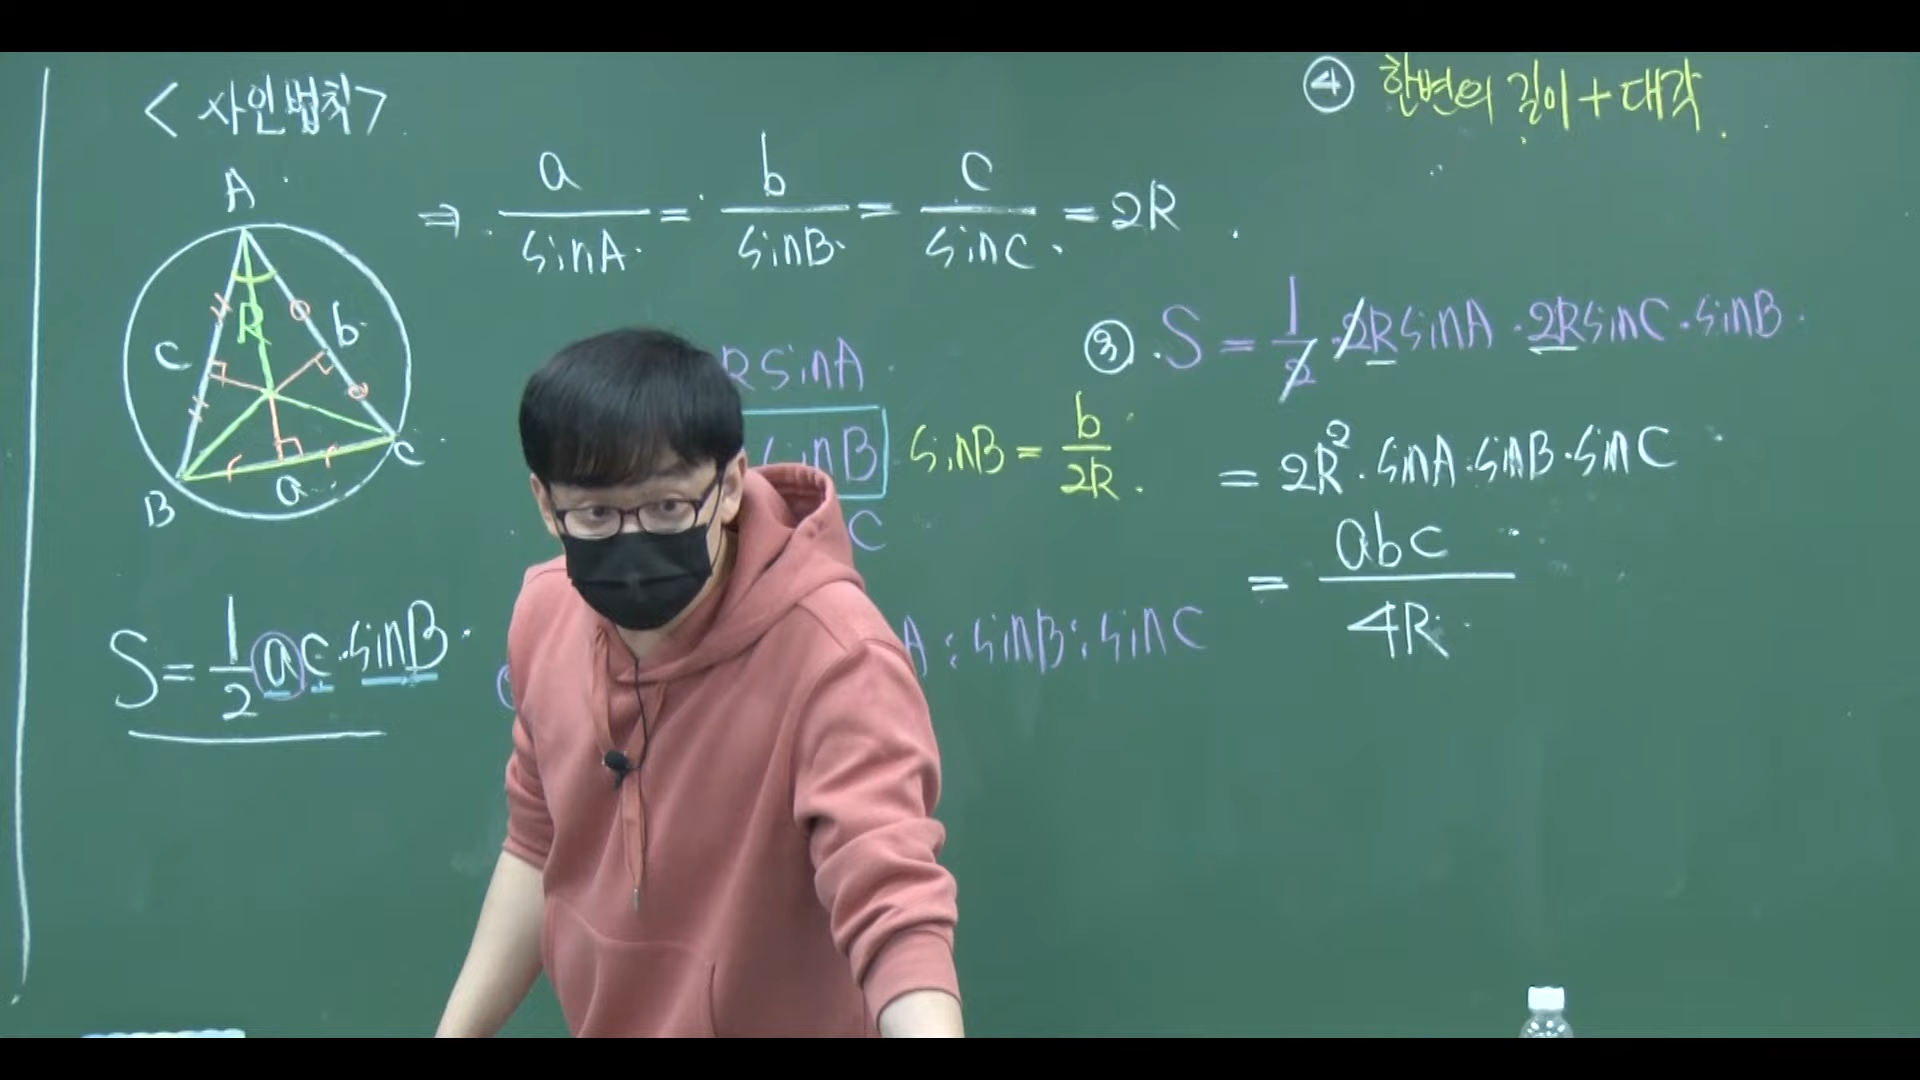 <사인법칙>
A
R
c
b
B
a
C
⇒ a/sinA = b/sinB = c/sinC = 2R
S = 1/2 ac·sinB
RsinA
sinB
C
sinB = b/2R
A : sinB : sinC
④ 한변의 길이 + 대각
③ S = 1/2·2RsinA·2RsinC·sinB
= 2R²·sinA·sinB·sinC
= abc/4R